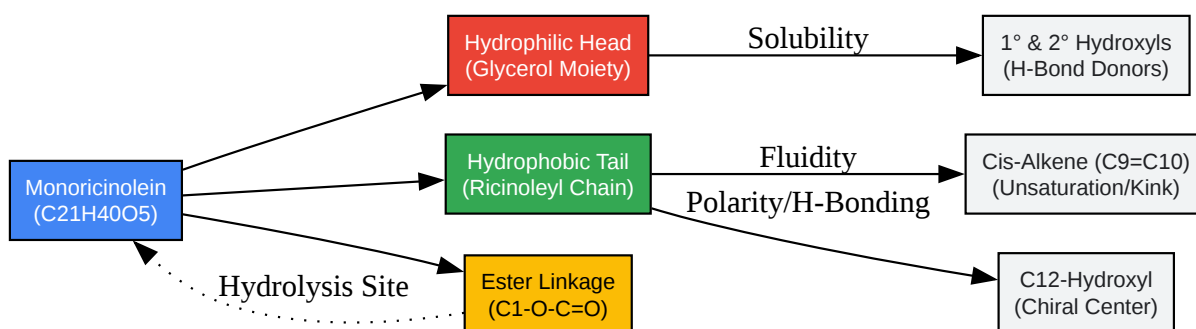 Hydrophilic Head
(Glycerol Moiety)
Solubility
1° & 2° Hydroxyls
(H-Bond Donors)
Monoricinolein
(C21H40O5)
Hydrophobic Tail
(Ricinoleyl Chain)
Fluidity
Polarity/H-Bonding
Cis-Alkene (C9=C10)
(Unsaturation/Kink)
Hydrolysis Site
Ester Linkage
(C1-O-C=O)
C12-Hydroxyl
(Chiral Center)